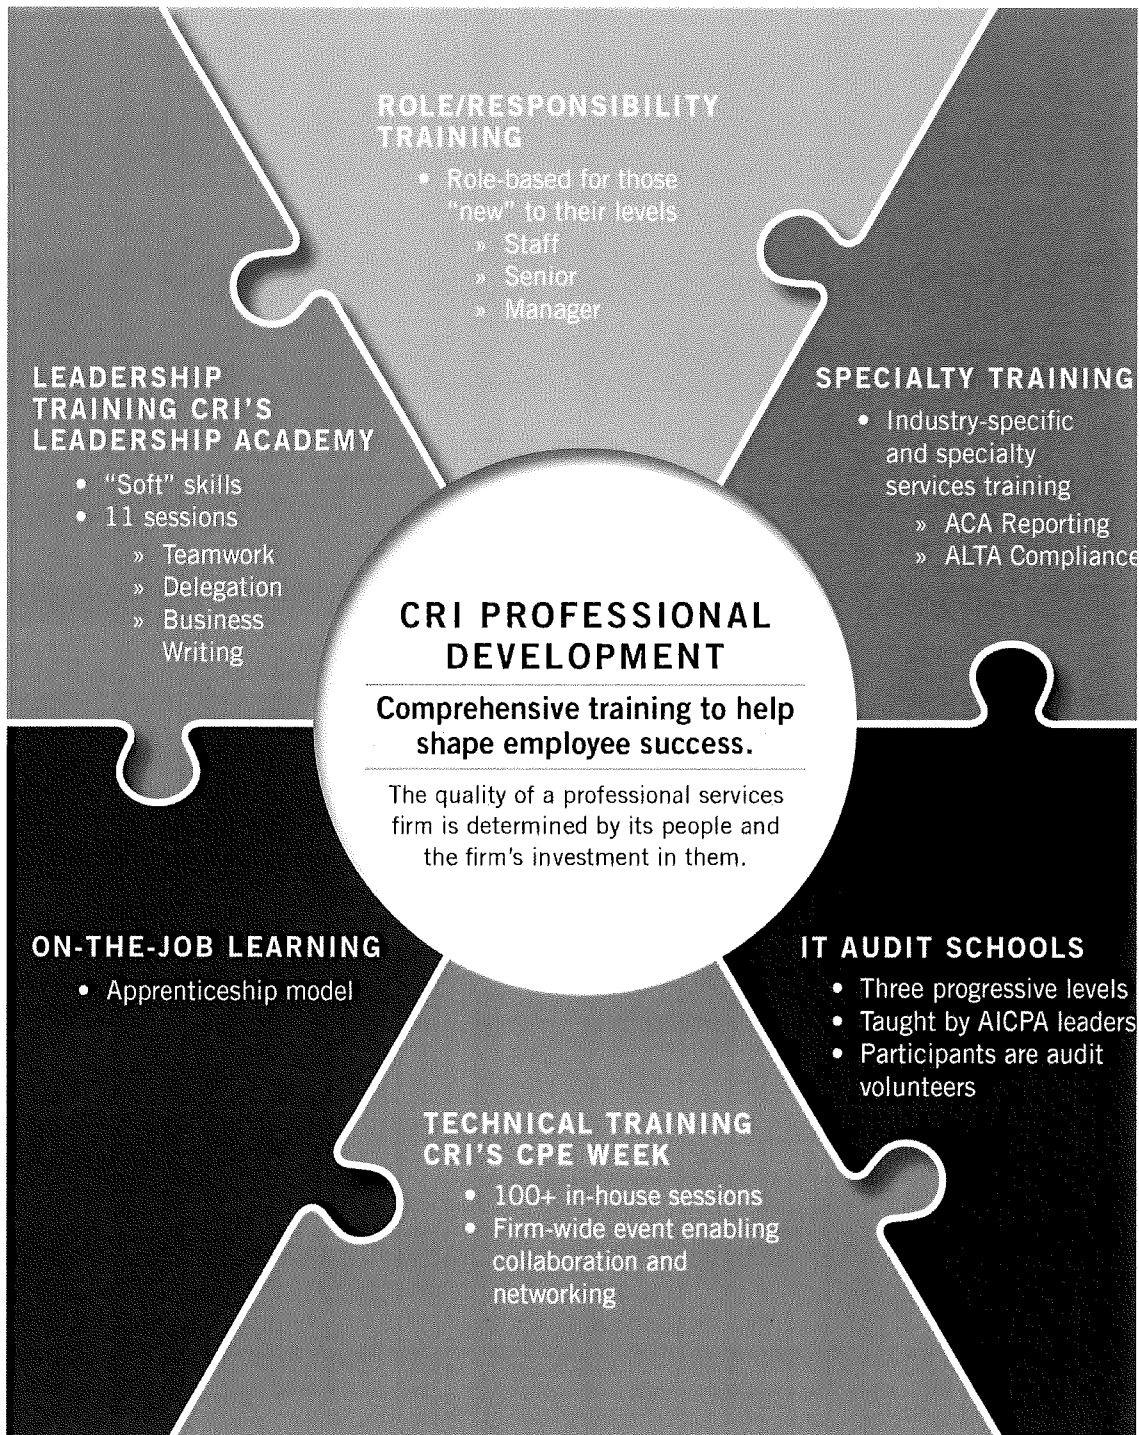 ROLE/RESPONSIBILITY
TRAINING
• Role-based for those
"new" to their levels
» Staff
» Senior
» Manager
LEADERSHIP
TRAINING CRI'S
LEADERSHIP ACADEMY
• "Soft" skills
• 11 sessions
» Teamwork
» Delegation
» Business
Writing
SPECIALTY TRAINING
• Industry-specific
and specialty
services training
» ACA Reporting
» ALTA Compliance
CRI PROFESSIONAL
DEVELOPMENT
Comprehensive training to help
shape employee success.
The quality of a professional services
firm is determined by its people and
the firm's investment in them.
ON-THE-JOB LEARNING
• Apprenticeship model
IT AUDIT SCHOOLS
• Three progressive levels
• Taught by AICPA leaders
• Participants are audit
volunteers
TECHNICAL TRAINING
CRI'S CPE WEEK
• 100+ in-house sessions
• Firm-wide event enabling
collaboration and
networking